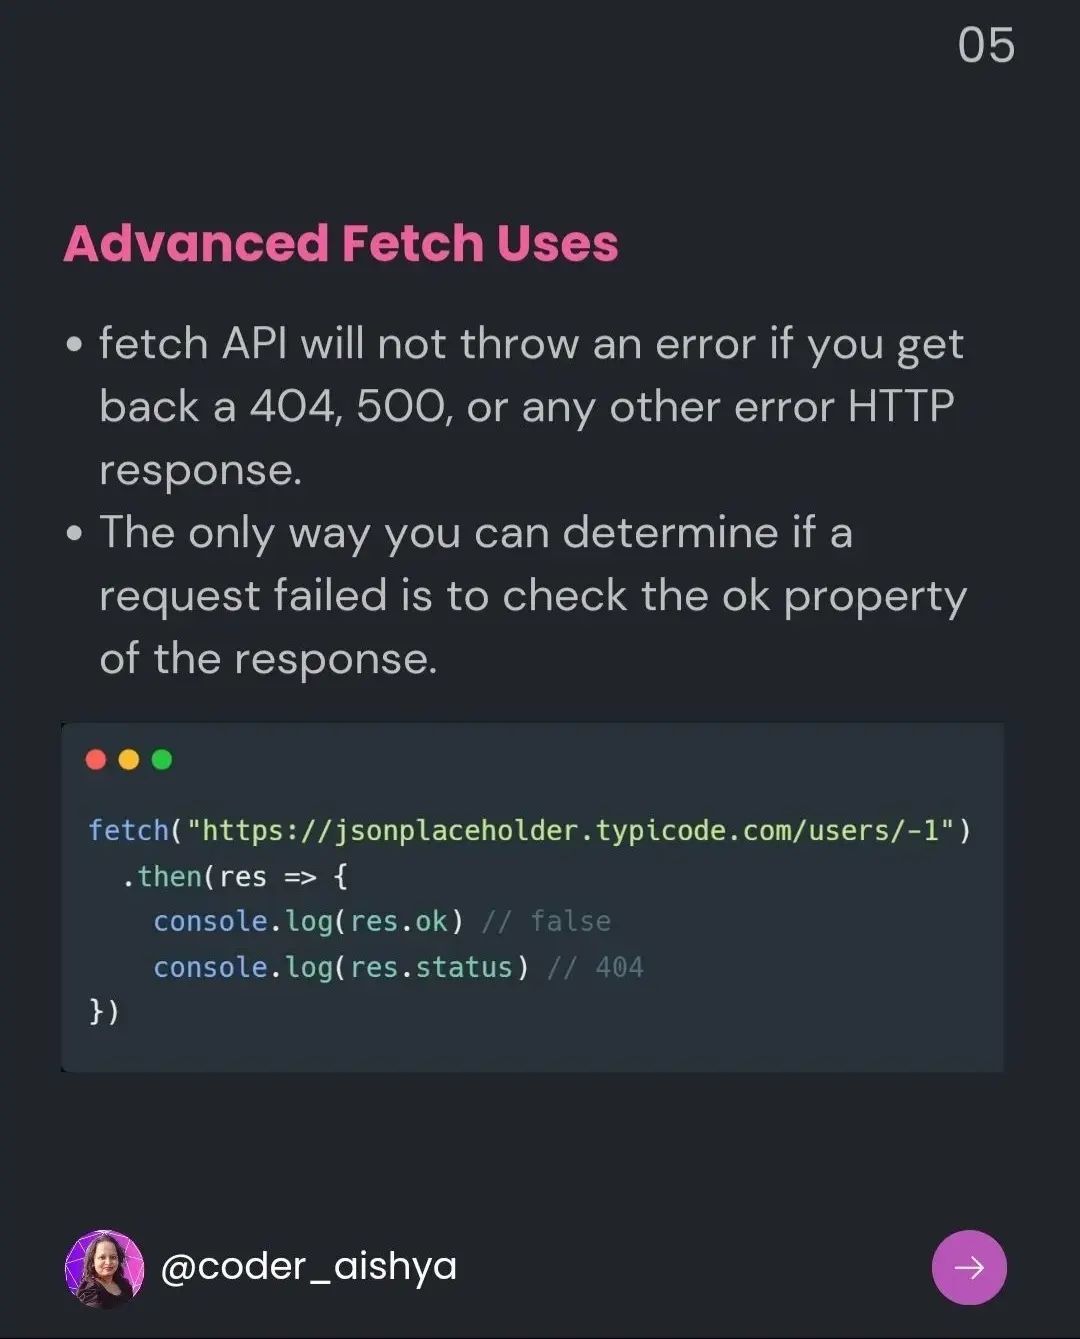 05
Advanced Fetch Uses
• fetch API will not throw an error if you get
back a 404, 500, or any other error HTTP
response.
• The only way you can determine if a
request failed is to check the ok property
of the response.
fetch("https://jsonplaceholder.typicode.com/users/-1")
  .then(res => {
    console.log(res.ok) // false
    console.log(res.status) // 404
})
@coder_aishya